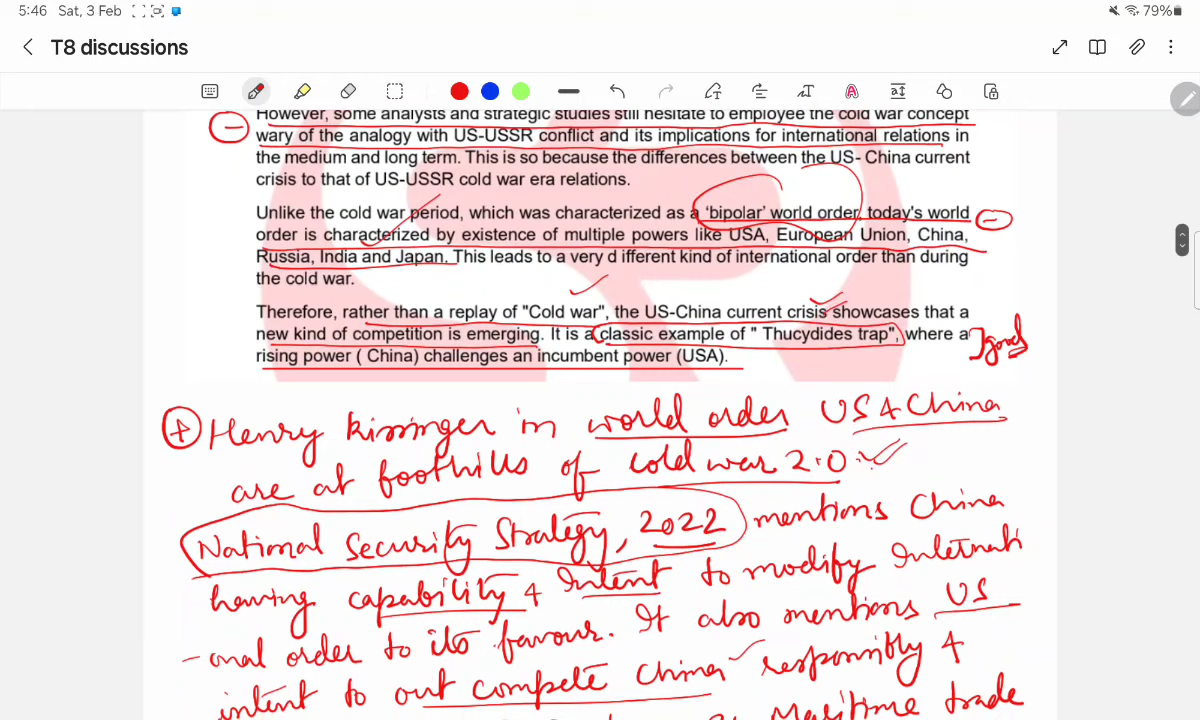 5:46 Sat, 3 Feb 79%
T8 discussions
However, some analysts and strategic studies still hesitate to employee the cold war concept
wary of the analogy with US-USSR conflict and its implications for international relations in
the medium and long term. This is so because the differences between the US- China current
crisis to that of US-USSR cold war era relations.
Unlike the cold war period, which was characterized as a 'bipolar' world order, today's world
order is characterized by existence of multiple powers like USA, European Union, China,
Russia, India and Japan. This leads to a very d ifferent kind of international order than during
the cold war.
Therefore, rather than a replay of "Cold war", the US-China current crisis showcases that a
new kind of competition is emerging. It is a classic example of " Thucydides trap", where a
rising power ( China) challenges an incumbent power (USA).
good
Henry kissinger in world order US & China
are at foothills of cold war 2.0.
National Security Strategy, 2022 mentions China
having capability & Intent to modify Internati
-onal order to its favour. It also mentions US
intent to out compete China responsibly &
Maritime trade